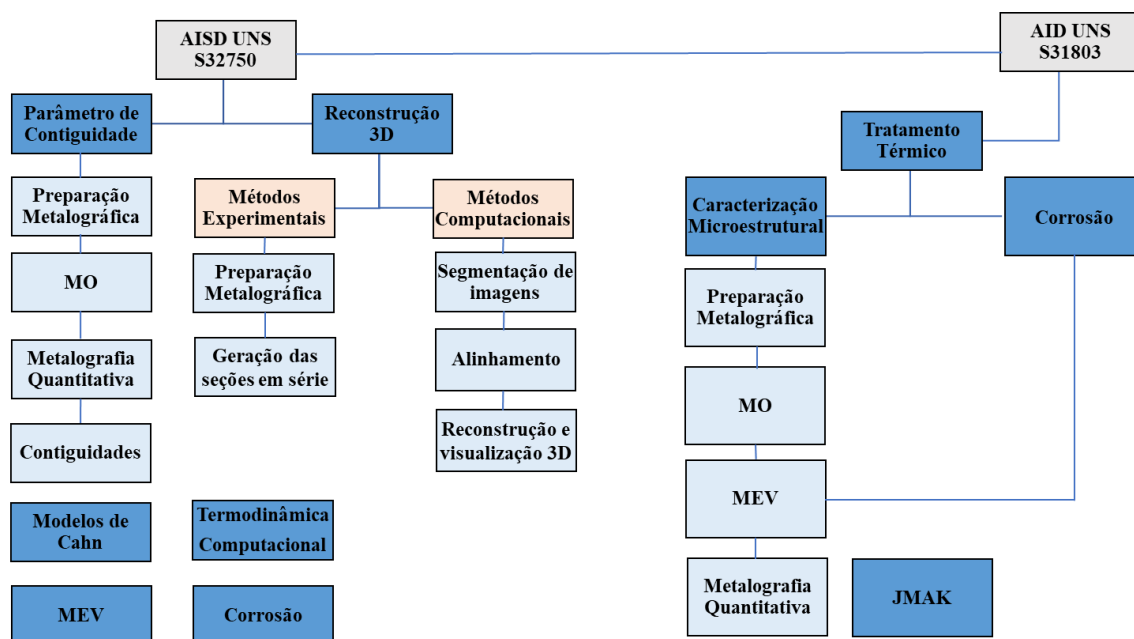 AISD UNS
S32750
AID UNS
S31803
Parâmetro de
Contiguidade
Reconstrução
3D
Tratamento
Térmico
Preparação
Metalográfica
Métodos
Experimentais
Métodos
Computacionais
Caracterização
Microestrutural
Corrosão
MO
Preparação
Metalográfica
Segmentação de
imagens
Preparação
Metalográfica
Metalografia
Quantitativa
Geração das
seções em série
Alinhamento
MO
Contiguidades
Reconstrução e
visualização 3D
MEV
Modelos de
Cahn
Termodinâmica
Computacional
Metalografia
Quantitativa
JMAK
MEV
Corrosão